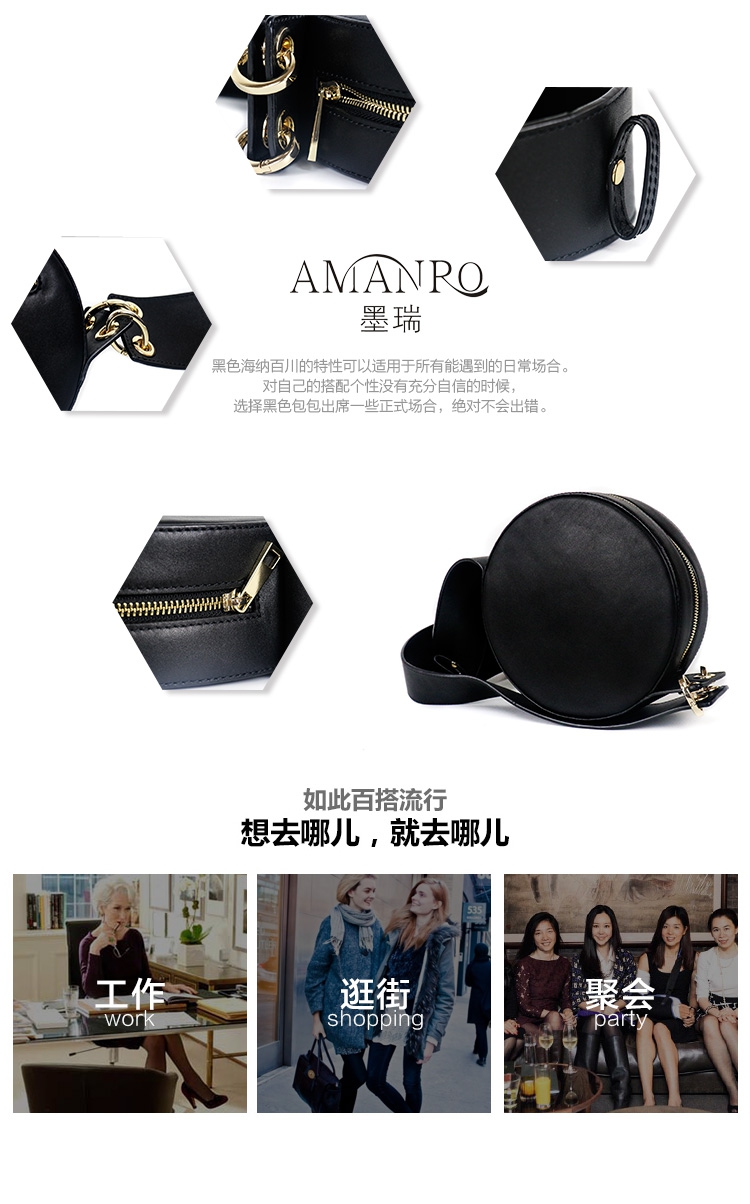 AMANRO
墨瑞
黑色海纳百川的特性可以适用于所有能遇到的日常场合。
对自己的搭配个性没有充分自信的时候，
选择黑色包包出席一些正式场合，绝对不会出错。
如此百搭流行
想去哪儿，就去哪儿
535
工作
work
逛街
shopping
聚会
party